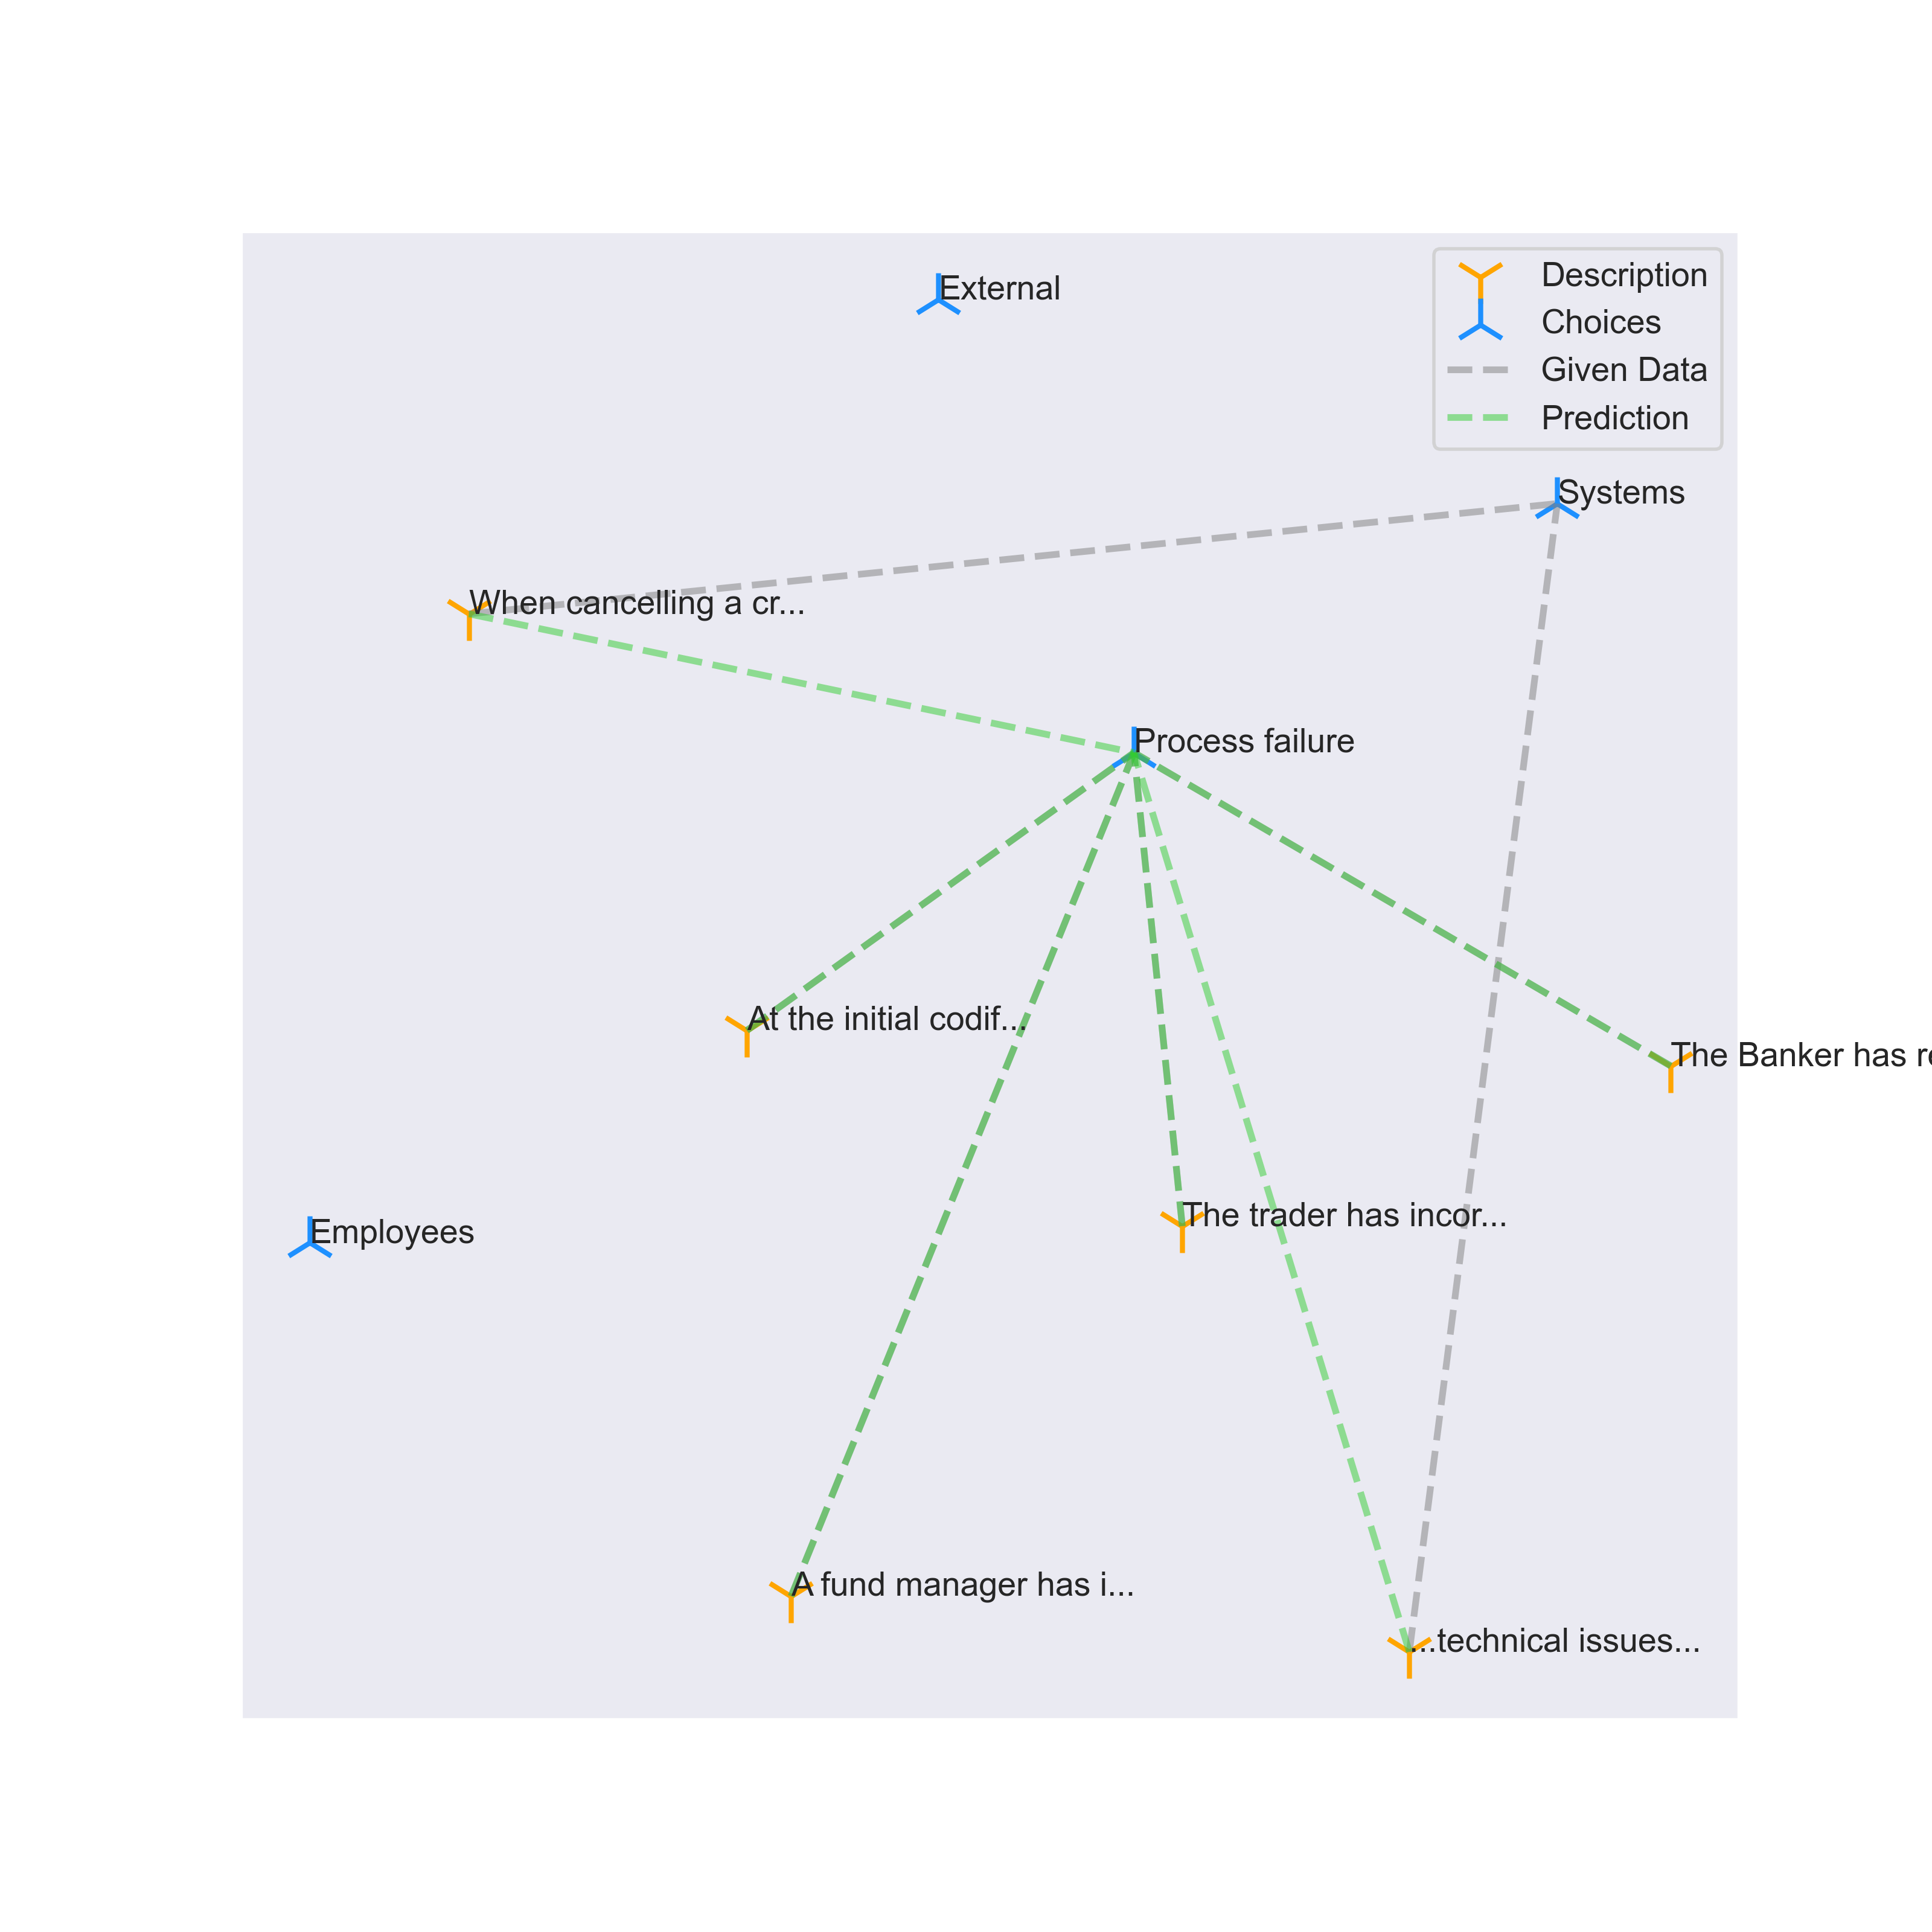 External
Description
Choices
Given Data
Prediction
Systems
When cancelling a cr...
Process failure
At the initial codif...
The Banker has re
The trader has incor...
Employees
A fund manager has i...
...technical issues...